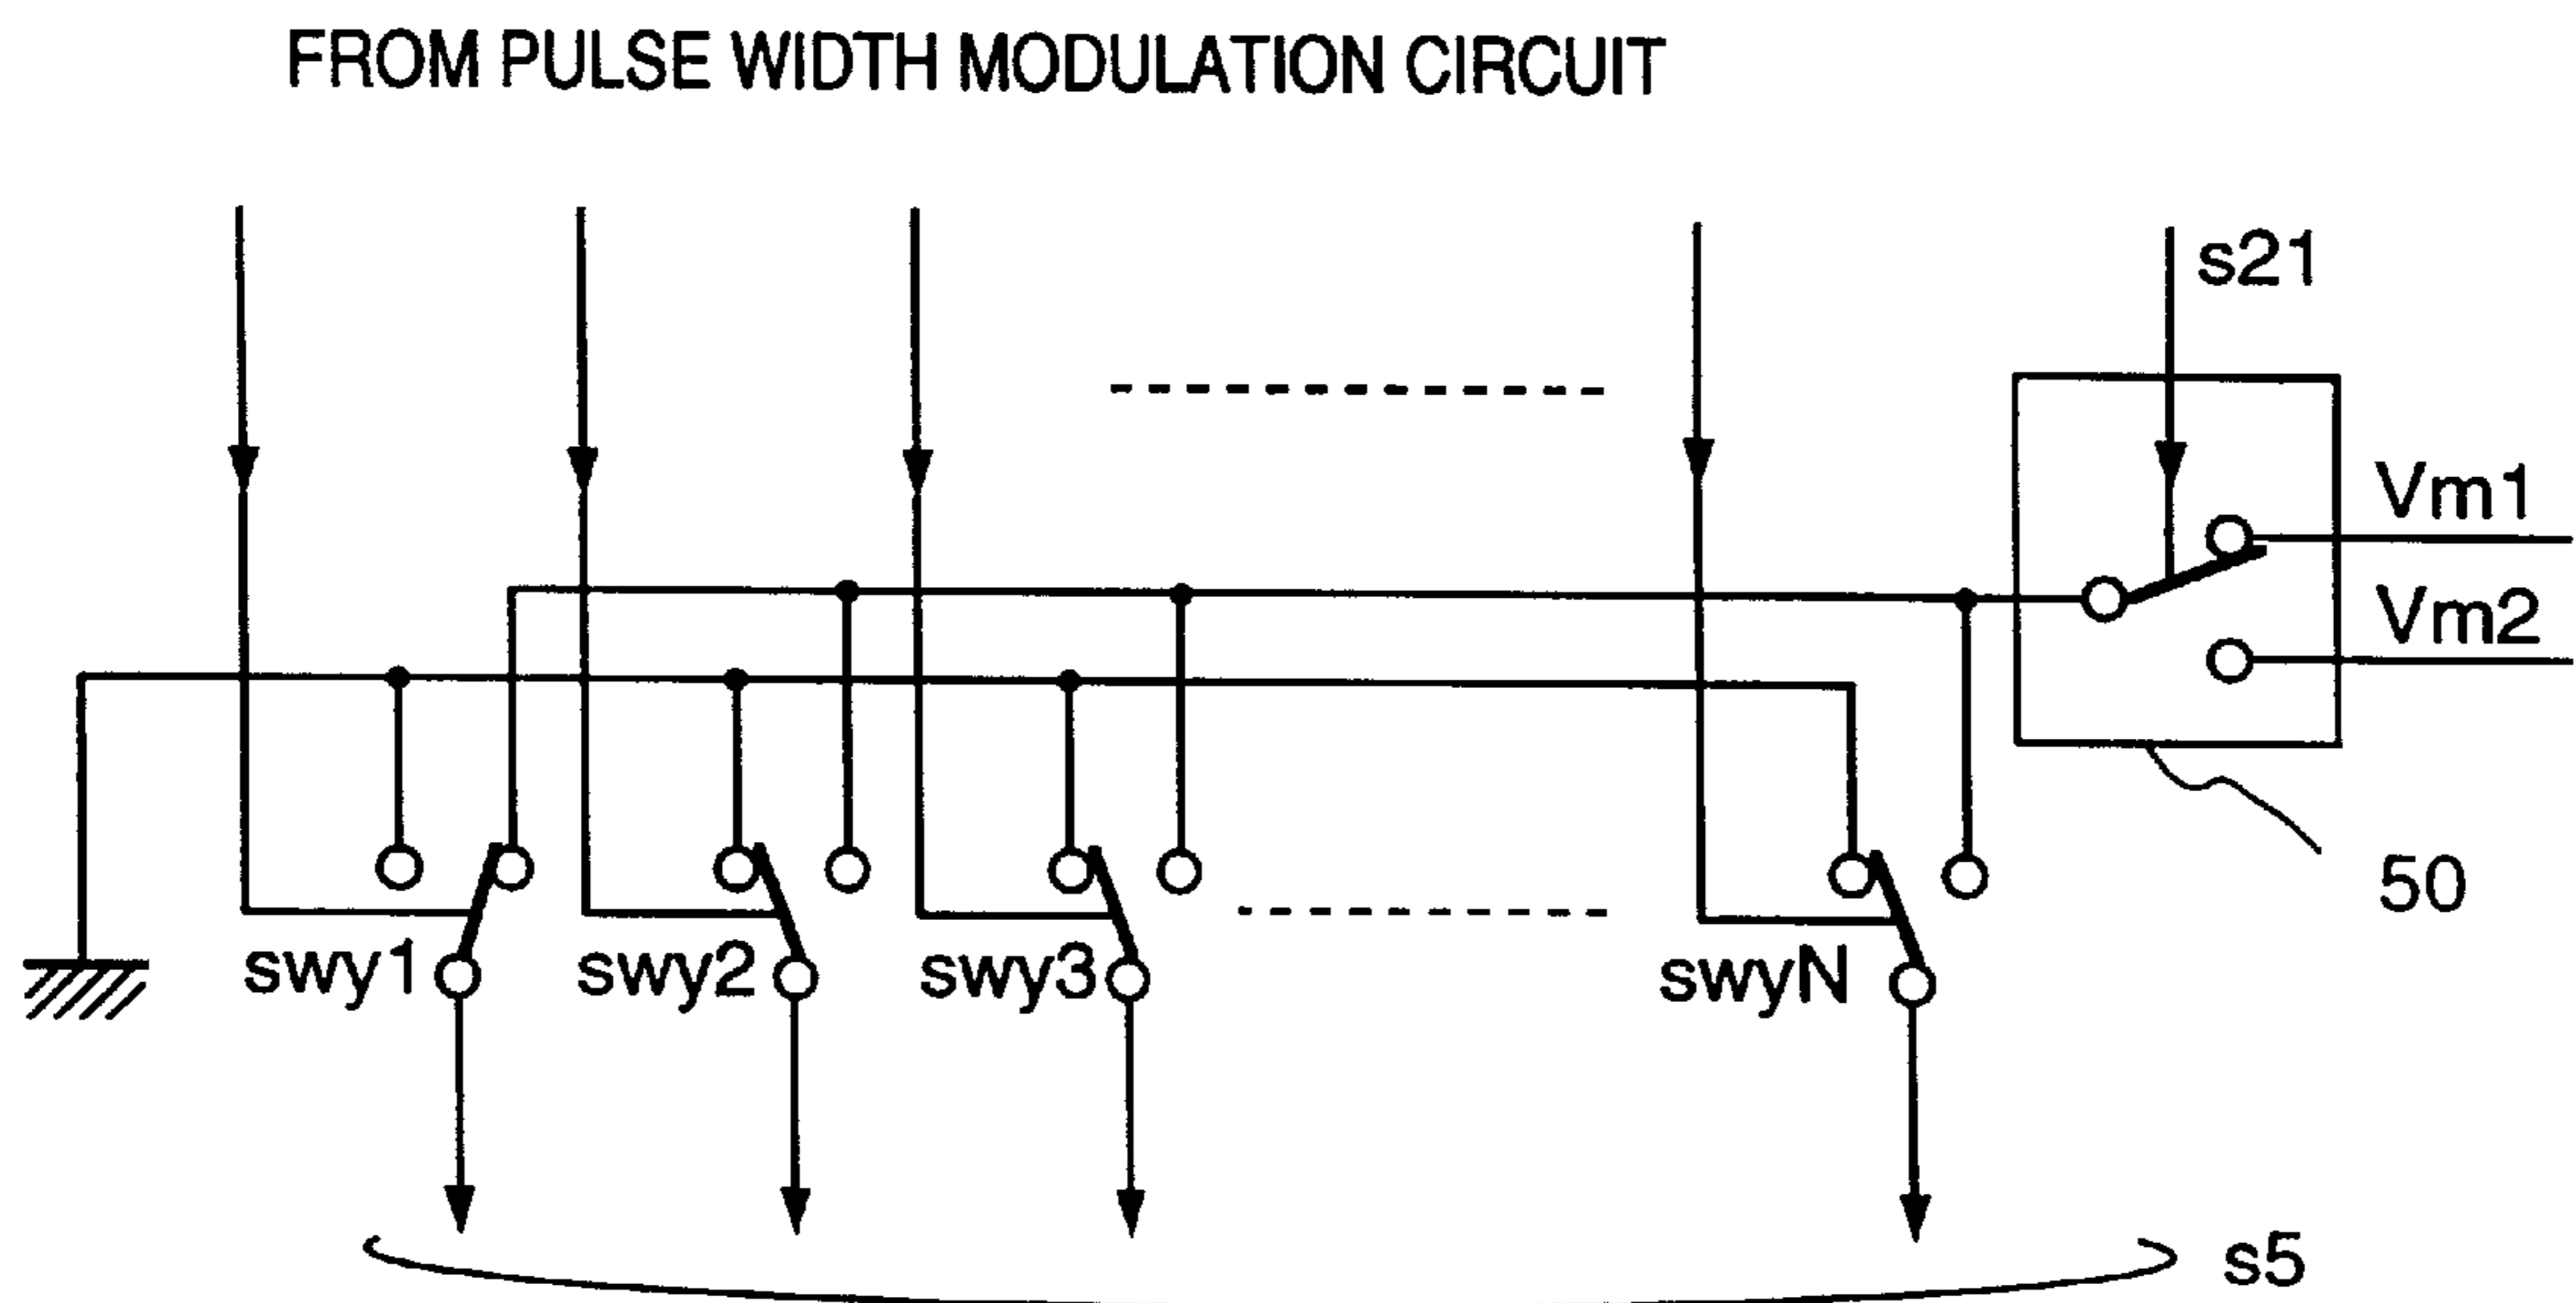 FROM PULSE WIDTH MODULATION CIRCUIT
s21
Vm1
Vm2
50
swy1
swy2
swy3
swyN
s5